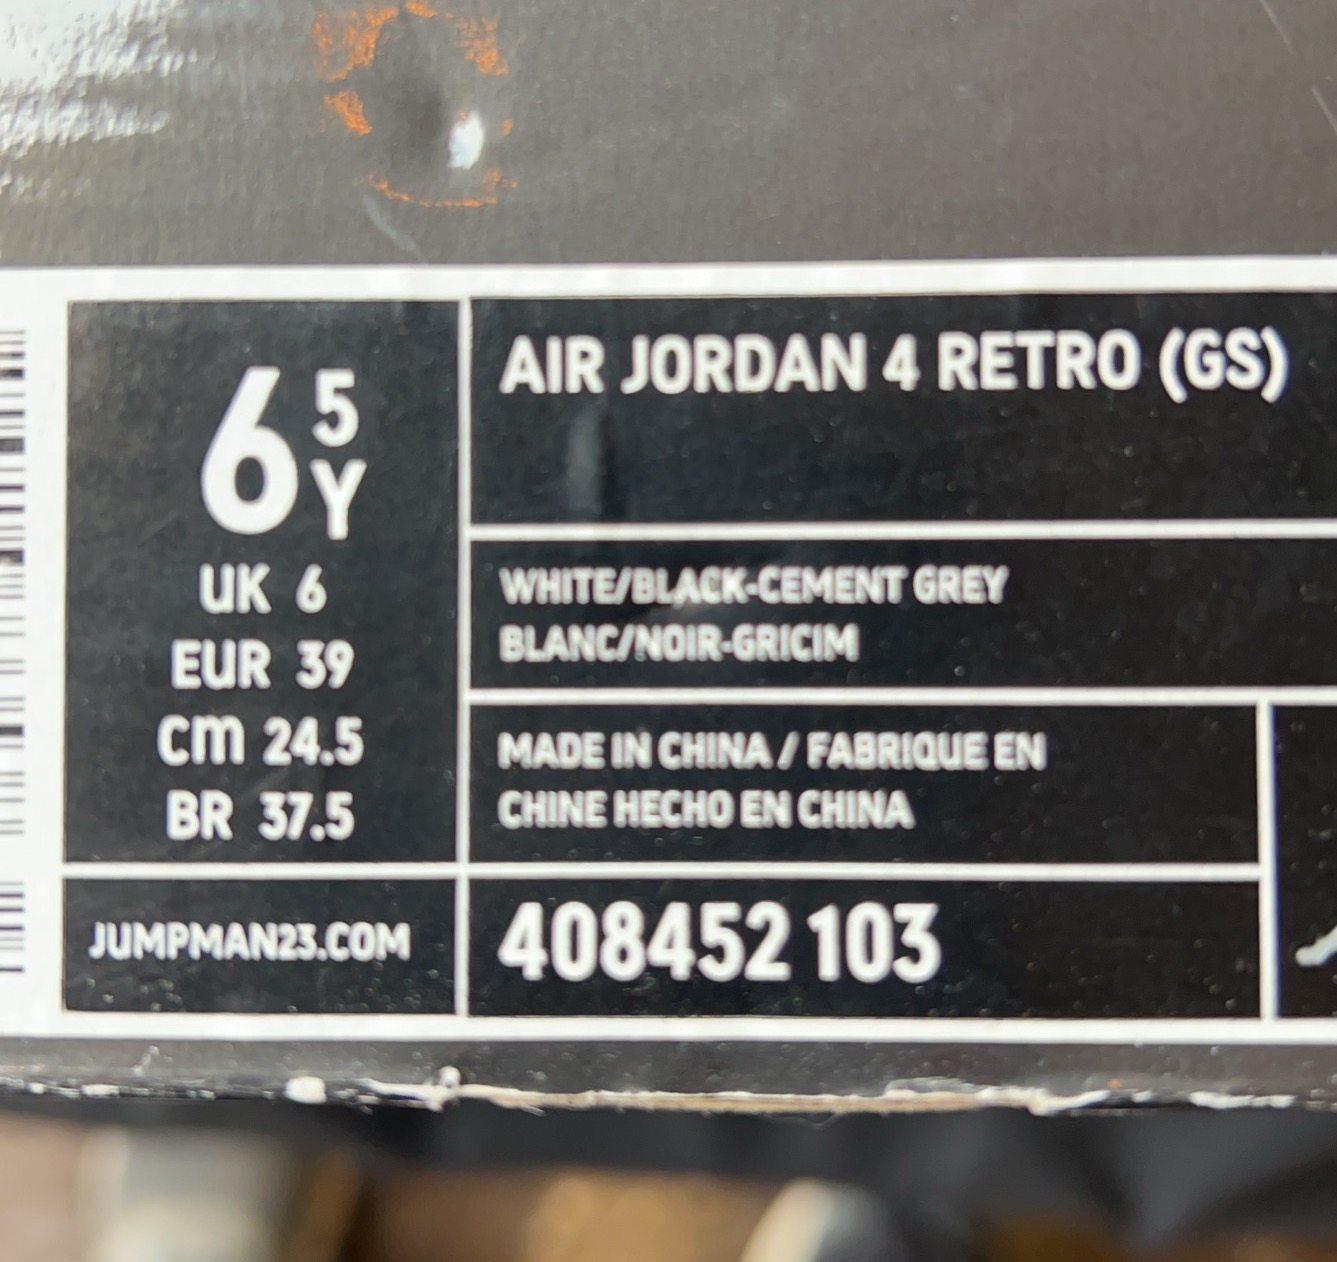 6 5
Y
UK 6
EUR 39
cm 24.5
BR 37.5
JUMPMAN23.COM
AIR JORDAN 4 RETRO (GS)
WHITE/BLACK-CEMENT GREY
BLANC/NOIR-GRICIM
MADE IN CHINA / FABRIQUE EN
CHINE HECHO EN CHINA
408452 103